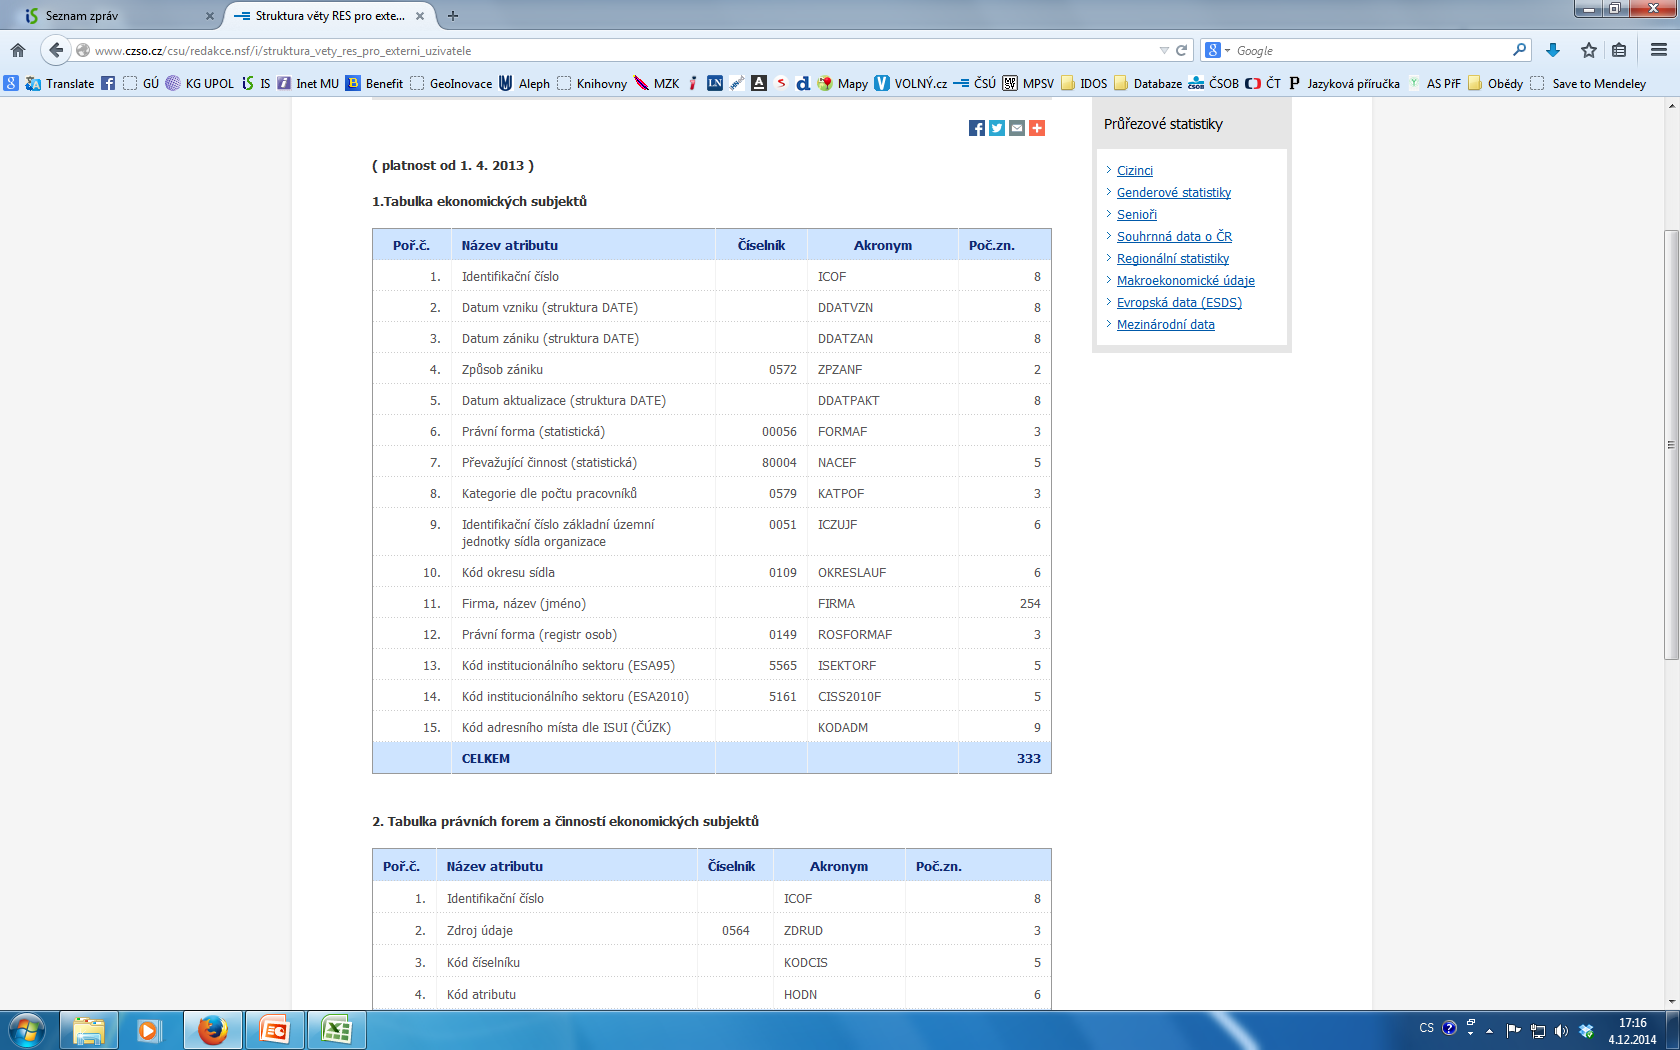 Seznam zpráv
Struktura věty RES pro exte...
www.czso.cz/csu/redakce.nsf/i/struktura_vety_res_pro_externi_uzivatele
Google
Translate GÚ KG UPOL IS Inet MU Benefit GeoInovace Aleph Knihovny MZK LN Mapy VOLNÝ.cz ČSÚ MPSV IDOS Databaze ČSOB ČT Jazyková příručka AS PřF Obědy Save to Mendeley
Průřezové statistiky
Cizinci
Genderové statistiky
Senioři
Souhrnná data o ČR
Regionální statistiky
Makroekonomické údaje
Evropská data (ESDS)
Mezinárodní data
( platnost od 1. 4. 2013 )
1.Tabulka ekonomických subjektů
Poř.č. Název atributu Číselník Akronym Poč.zn.
1. Identifikační číslo ICOF 8
2. Datum vzniku (struktura DATE) DDATVZN 8
3. Datum zániku (struktura DATE) DDATZAN 8
4. Způsob zániku 0572 ZPZANF 2
5. Datum aktualizace (struktura DATE) DDATPAKT 8
6. Právní forma (statistická) 00056 FORMAF 3
7. Převažující činnost (statistická) 80004 NACEF 5
8. Kategorie dle počtu pracovníků 0579 KATPOF 3
9. Identifikační číslo základní územní 0051 ICZUJF 6
jednotky sídla organizace
10. Kód okresu sídla 0109 OKRESLAUF 6
11. Firma, název (jméno) FIRMA 254
12. Právní forma (registr osob) 0149 ROSFORMAF 3
13. Kód institucionálního sektoru (ESA95) 5565 ISEKTORF 5
14. Kód institucionálního sektoru (ESA2010) 5161 CISS2010F 5
15. Kód adresního místa dle ISUI (ČÚZK) KODADM 9
CELKEM 333
2. Tabulka právních forem a činností ekonomických subjektů
Poř.č. Název atributu Číselník Akronym Poč.zn.
1. Identifikační číslo ICOF 8
2. Zdroj údaje 0564 ZDRUD 3
3. Kód číselníku KODCIS 5
4. Kód atributu HODN 6
CS
17:16
4.12.2014